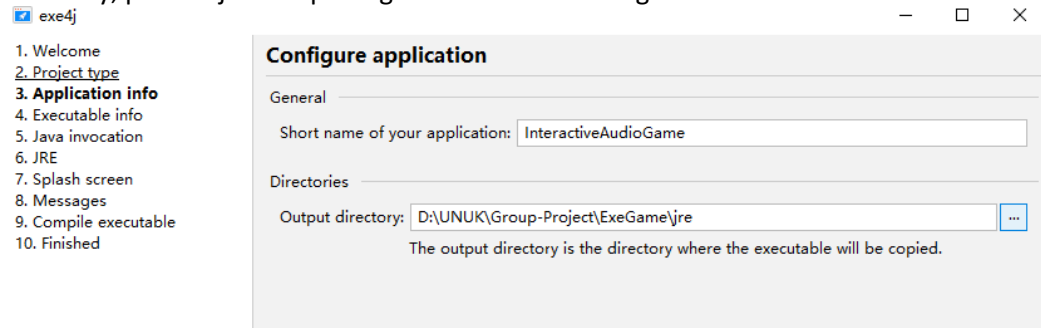 exe4j
1. Welcome
2. Project type
3. Application info
4. Executable info
5. Java invocation
6. JRE
7. Splash screen
8. Messages
9. Compile executable
10. Finished
Configure application
General
Short name of your application: InteractiveAudioGame
Directories
Output directory: D:\UNUK\Group-Project\ExeGame\jre ...
The output directory is the directory where the executable will be copied.